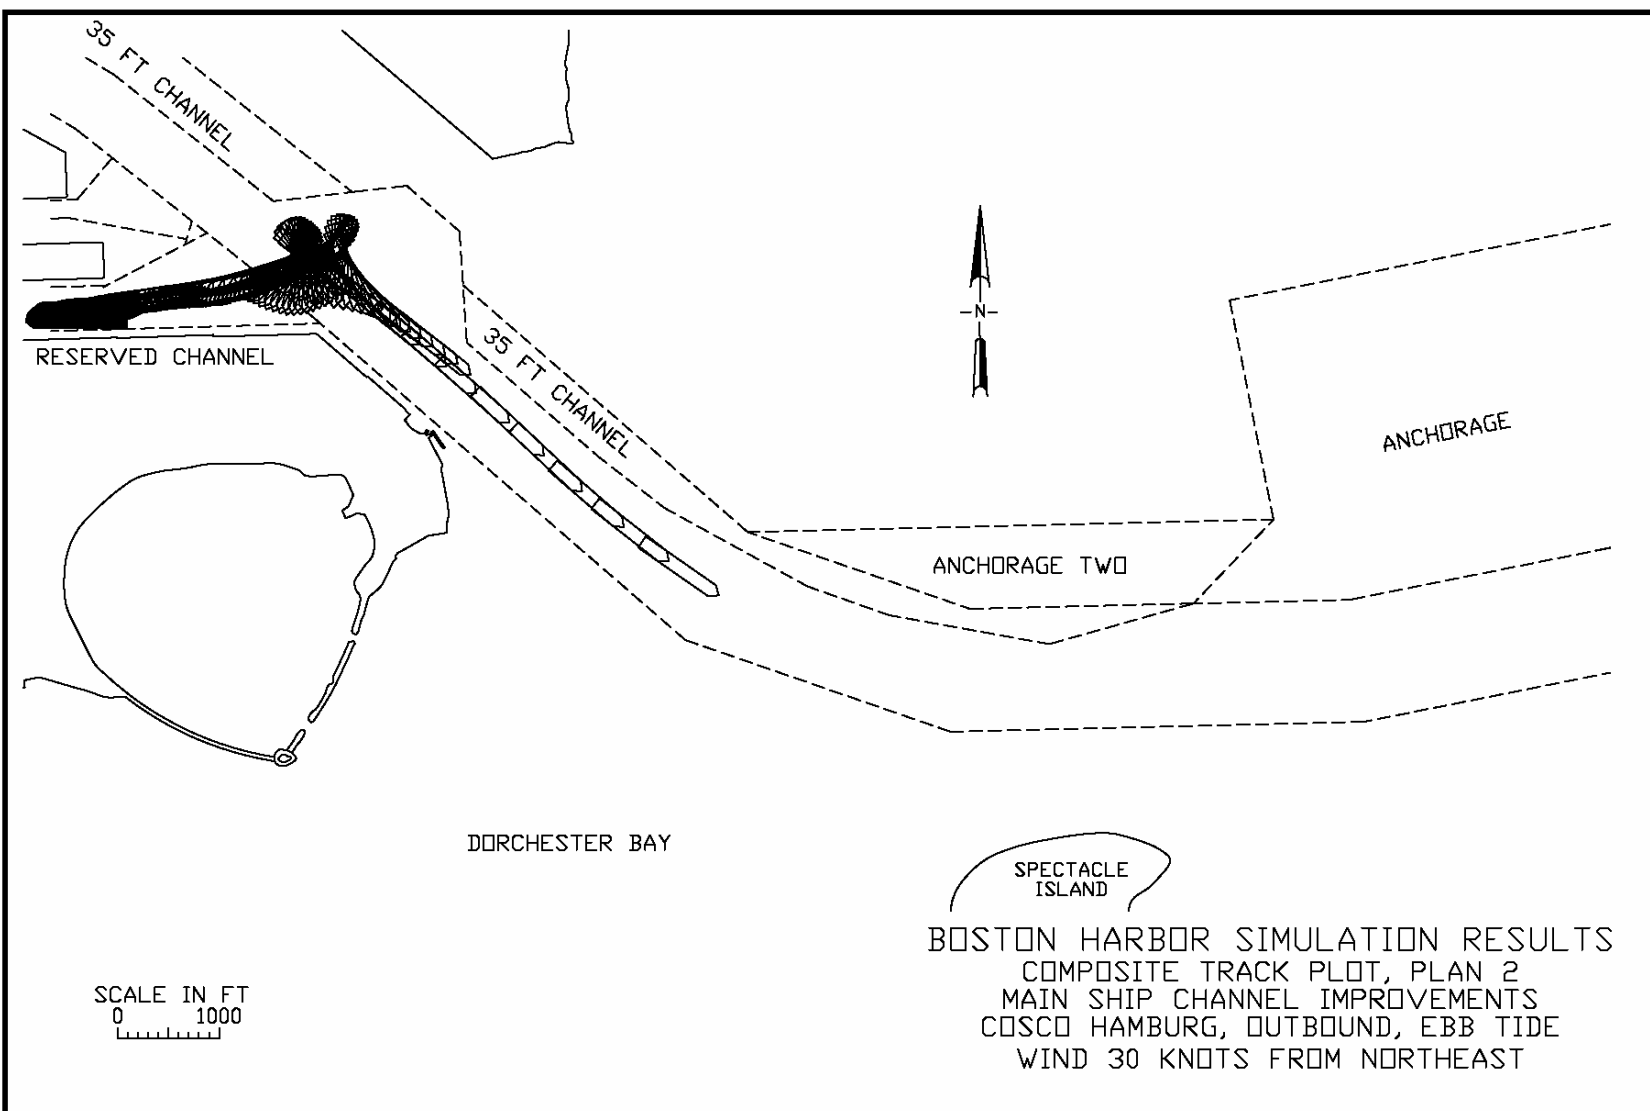 35 FT CHANNEL
RESERVED CHANNEL
35 FT CHANNEL
-N-
ANCHORAGE
ANCHORAGE TWO
DORCHESTER BAY
SPECTACLE
ISLAND
BOSTON HARBOR SIMULATION RESULTS
COMPOSITE TRACK PLOT, PLAN 2
MAIN SHIP CHANNEL IMPROVEMENTS
COSCO HAMBURG, OUTBOUND, EBB TIDE
WIND 30 KNOTS FROM NORTHEAST
SCALE IN FT
0 1000